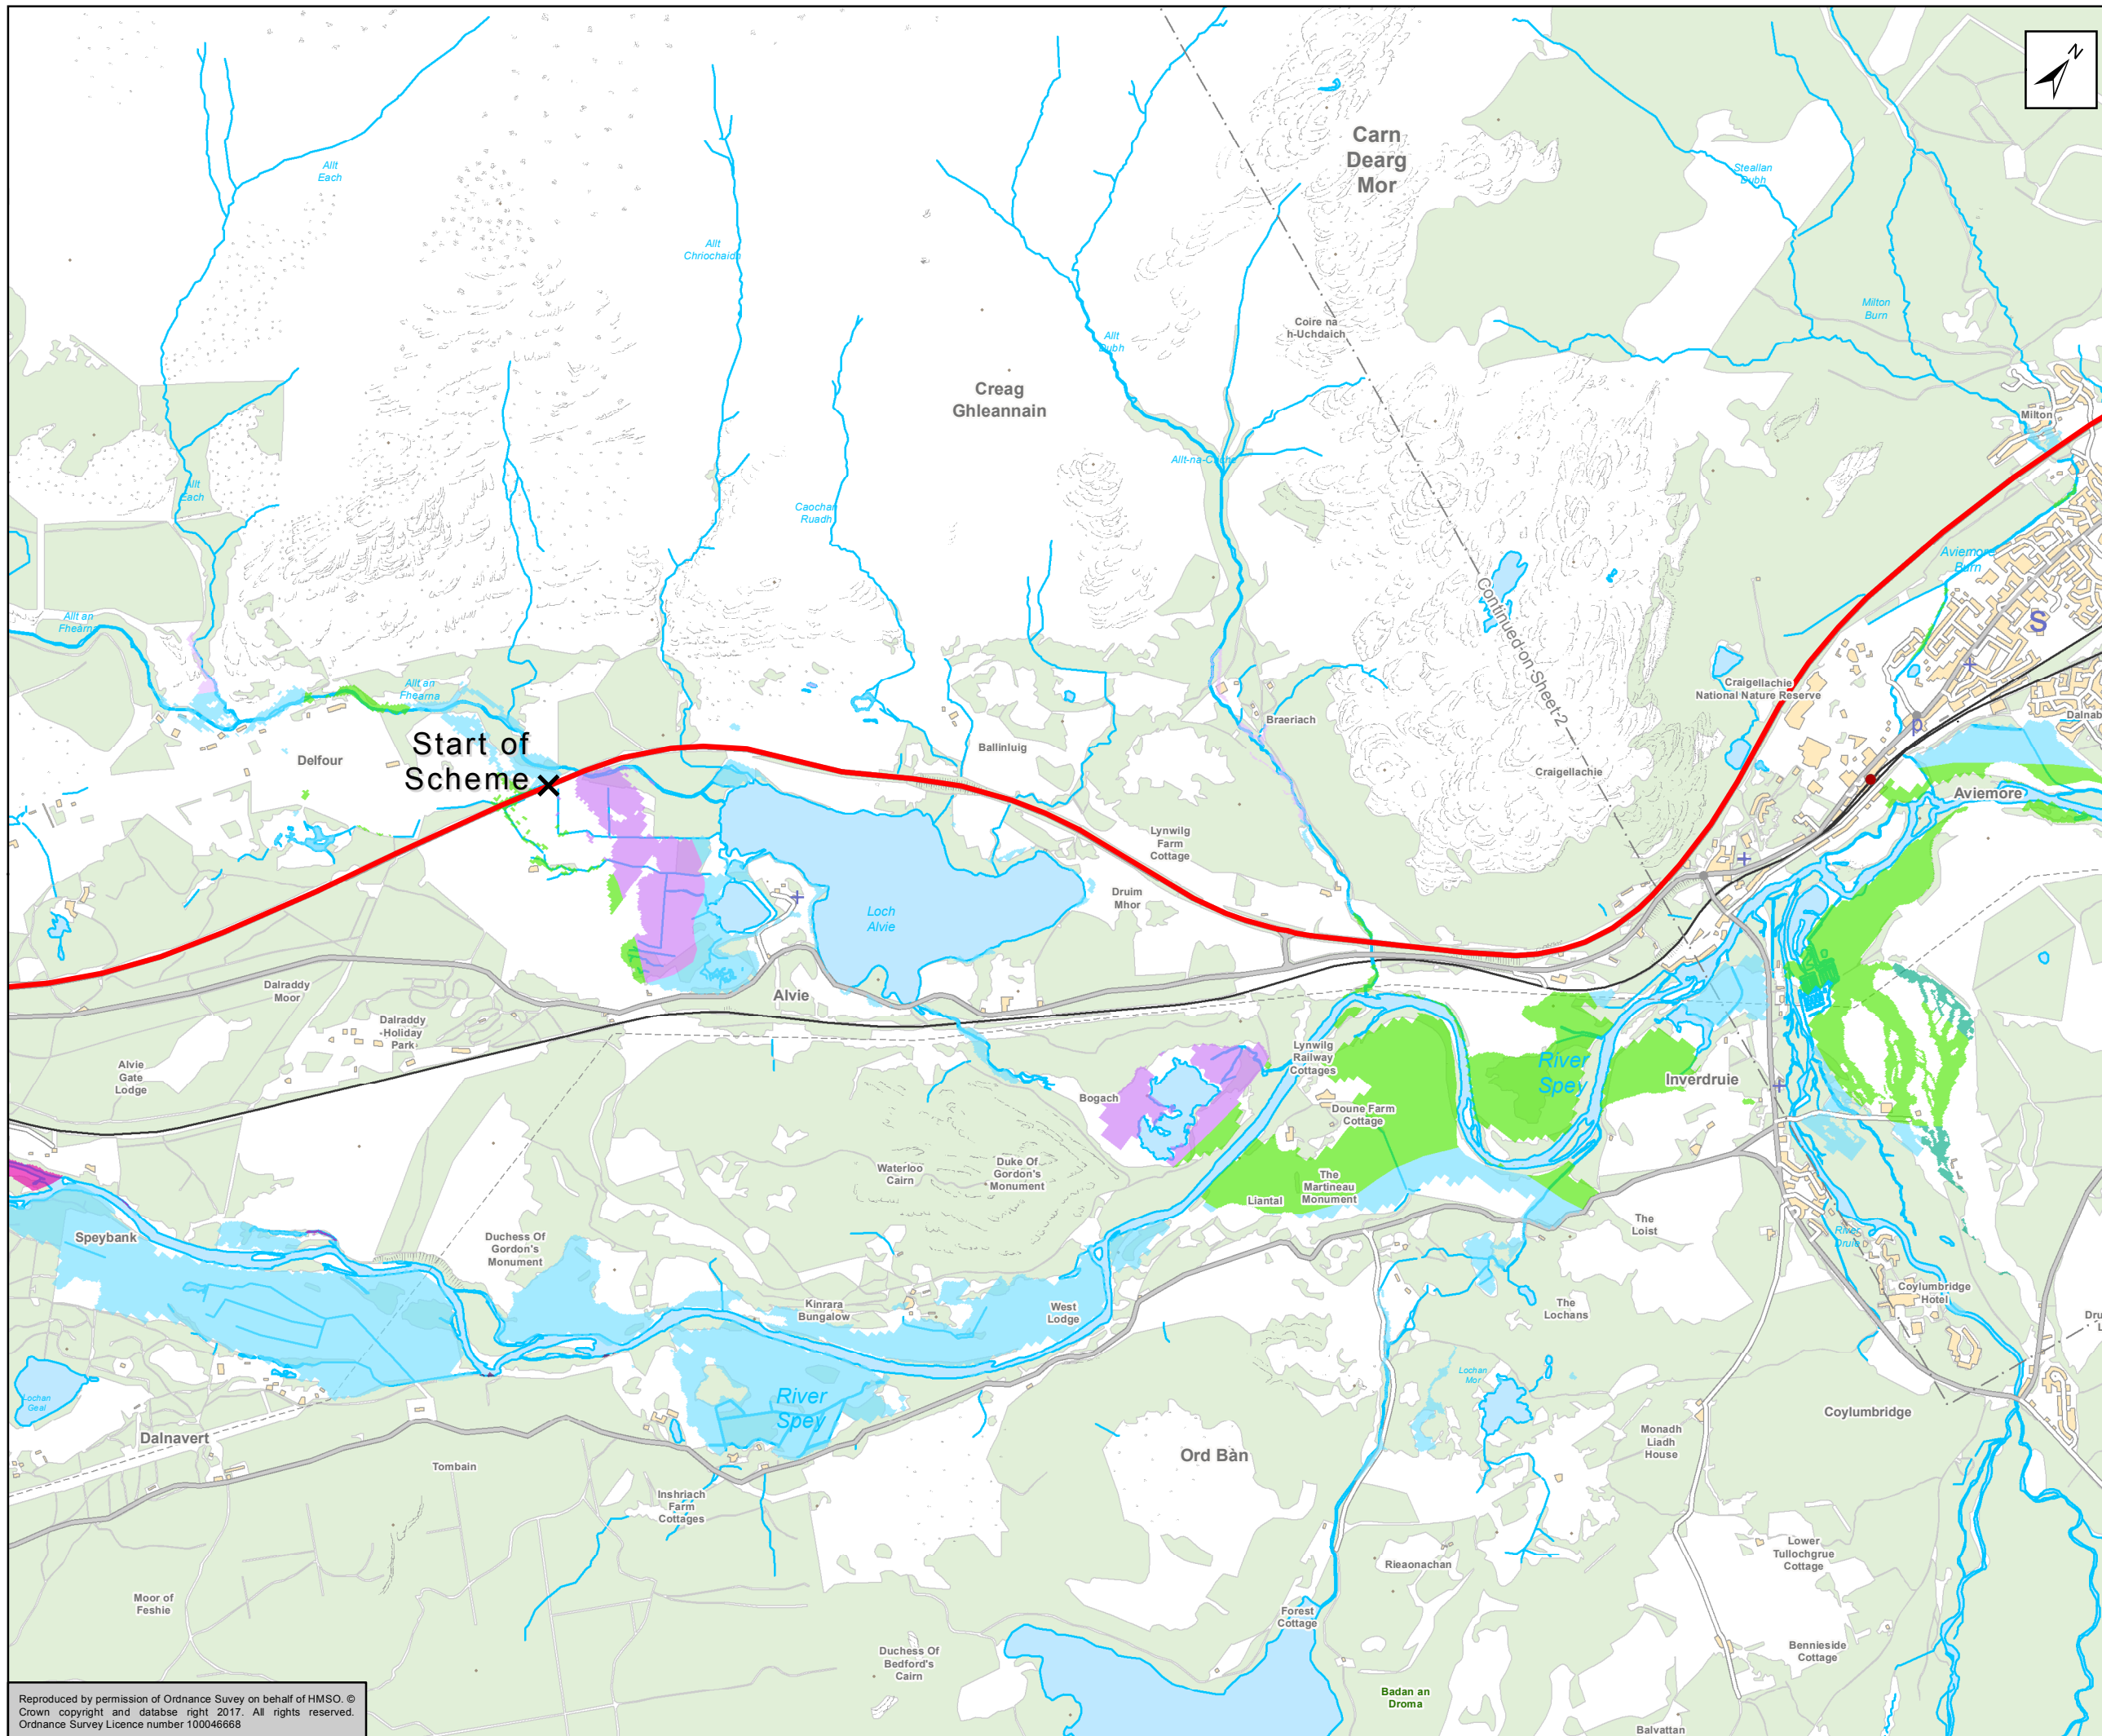 N
Carn
Dearg
Mor
Allt
Each
Steallan
Dubh
Allt
Chriochaidh
Milton
Burn
Coire na
h-Uchdaich
Allt
Dubh
Creag
Ghleannain
Milton
Allt-na-Caiche
Allt
Each
Caochan
Ruadh
Aviemore
Burn
Continued on Sheet 2
S
Allt an
Fhearna
Allt an
Fhearna
Craigellachie
National Nature Reserve
Braeriach
Dalnab
p
Start of
Scheme
Delfour
Ballinluig
Craigellachie
Aviemore
Lynwilg
Farm
Cottage
Druim
Mhor
Loch
Alvie
Dalraddy
Moor
Alvie
Dalraddy
Holiday
Park
Alvie
Gate
Lodge
Lynwilg
Railway
Cottages
River
Spey
Inverdruie
Bogach
Doune Farm
Cottage
Waterloo
Cairn
Duke Of
Gordon's
Monument
The
Martineau
Monument
Liantal
The
Loist
River
Druie
Speybank
Duchess Of
Gordon's
Monument
Coylumbridge
Hotel
Kinrara
Bungalow
West
Lodge
The
Lochans
Dru
L
Lochan
Geal
River
Spey
Lochan
Mor
Coylumbridge
Dalnavert
Monadh
Liadh
House
Ord Bàn
Tombain
Inshriach
Farm
Cottages
Lower
Tullochgrue
Cottage
Rieaonachan
Moor of
Feshie
Forest
Cottage
Bennieside
Cottage
Duchess Of
Bedford's
Cairn
Badan an
Droma
Balvattan
Reproduced by permission of Ordnance Suvey on behalf of HMSO. ©
Crown copyright and databse right 2017. All rights reserved.
Ordnance Survey Licence number 100046668